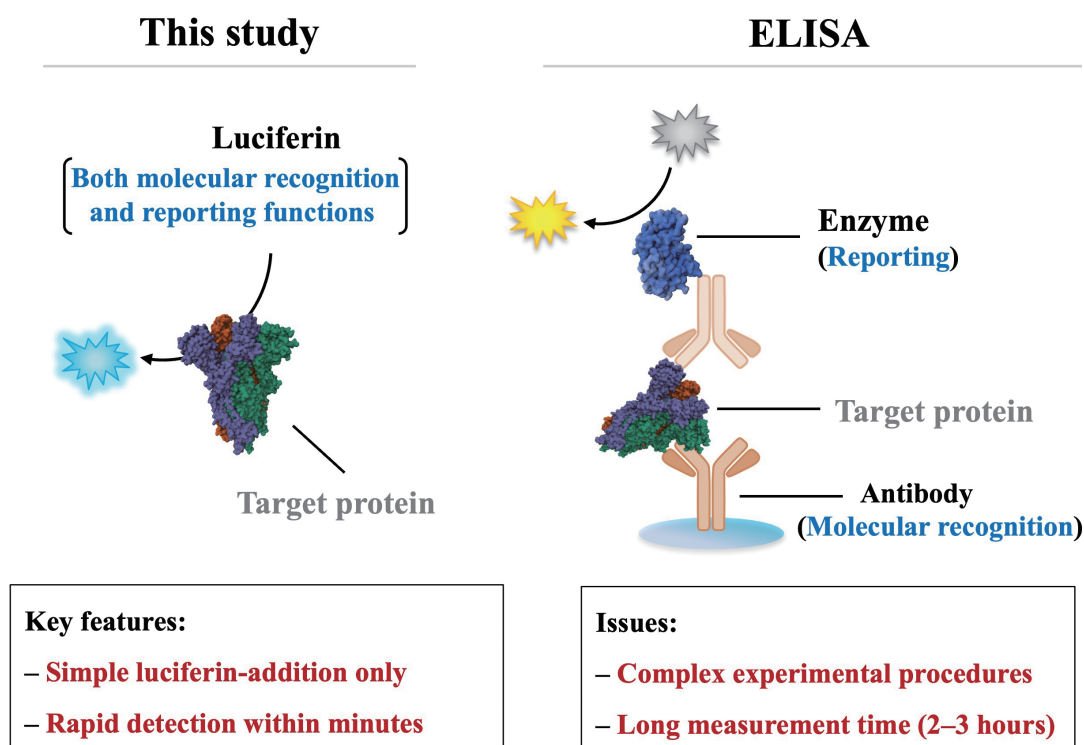 This study
Luciferin
Both molecular recognition
and reporting functions
Target protein
Key features:
– Simple luciferin-addition only
– Rapid detection within minutes
ELISA
Enzyme
(Reporting)
Target protein
Antibody
(Molecular recognition)
Issues:
– Complex experimental procedures
– Long measurement time (2–3 hours)